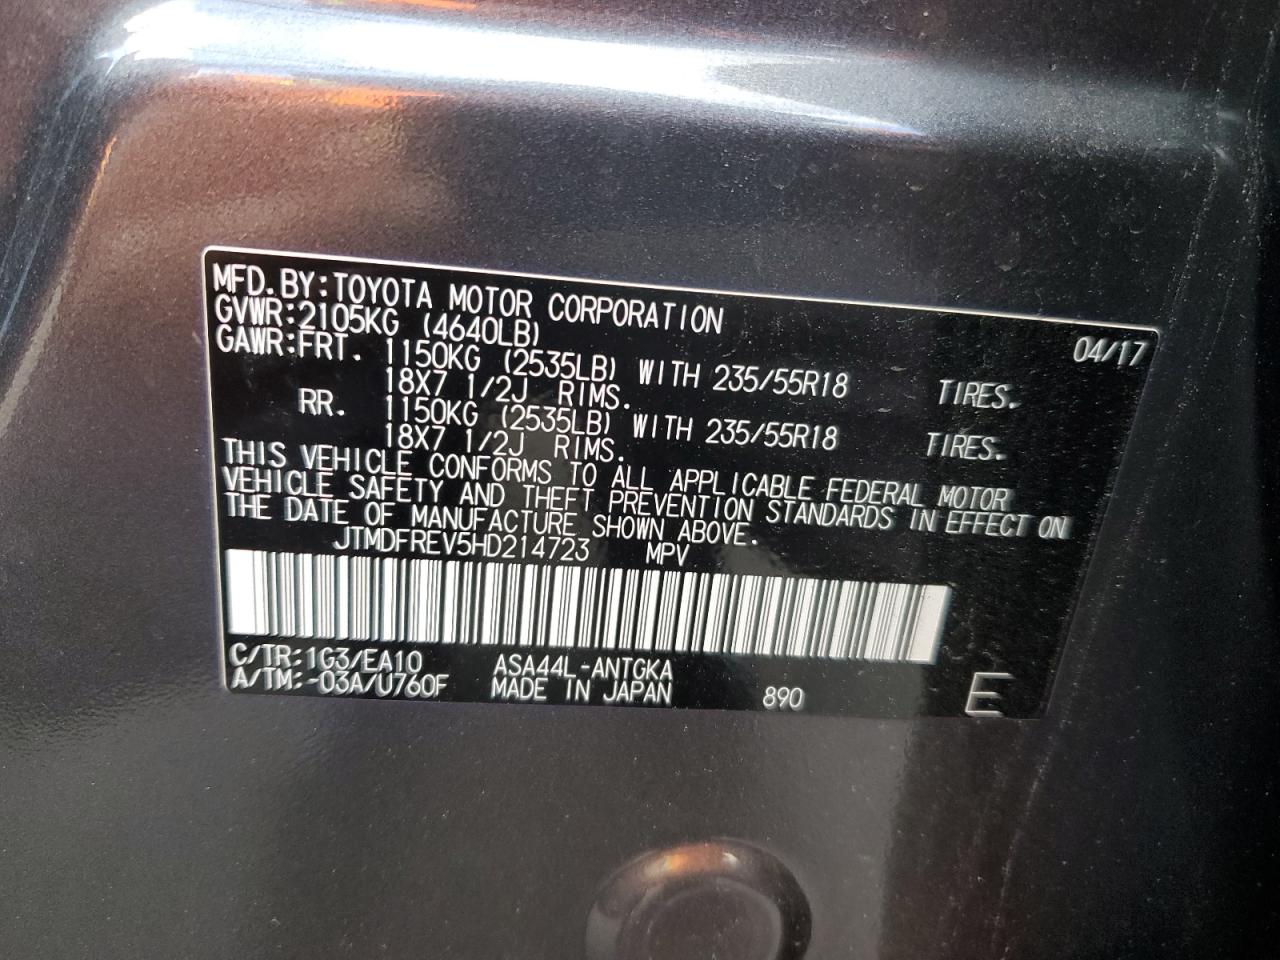 MFD.BY:TOYOTA MOTOR CORPORATION 04/17
GVWR:2105KG (4640LB)
GAWR:FRT. 1150KG (2535LB) WITH 235/55R18 TIRES.
18X7 1/2J RIMS.
RR. 1150KG (2535LB) WITH 235/55R18 TIRES.
18X7 1/2J RIMS.
THIS VEHICLE CONFORMS TO ALL APPLICABLE FEDERAL MOTOR
VEHICLE SAFETY AND THEFT PREVENTION STANDARDS IN EFFECT ON
THE DATE OF MANUFACTURE SHOWN ABOVE.
JTMDFREV5HD214723 MPV
C/TR:1G3/EA10 ASA44L-ANTGKA
A/TM:-03A/U760F MADE IN JAPAN 890 E